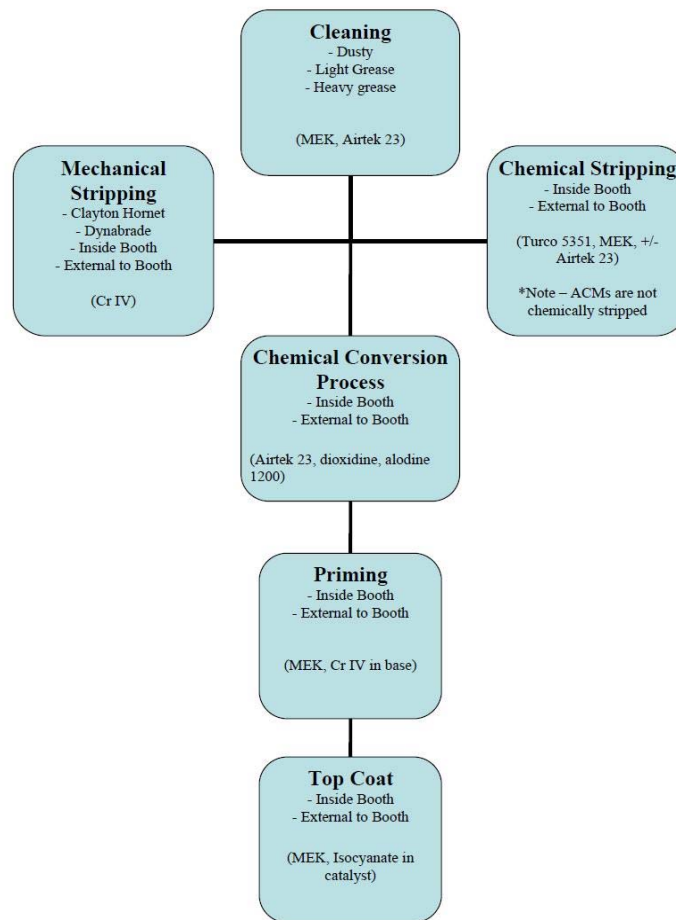 Cleaning
- Dusty
- Light Grease
- Heavy grease
(MEK, Airtek 23)
Mechanical
Stripping
- Clayton Hornet
- Dynabrade
- Inside Booth
- External to Booth
(Cr IV)
Chemical Stripping
- Inside Booth
- External to Booth
(Turco 5351, MEK, +/-
Airtek 23)
*Note – ACMs are not
chemically stripped
Chemical Conversion
Process
- Inside Booth
- External to Booth
(Airtek 23, dioxidine, alodine
1200)
Priming
- Inside Booth
- External to Booth
(MEK, Cr IV in base)
Top Coat
- Inside Booth
- External to Booth
(MEK, Isocyanate in
catalyst)